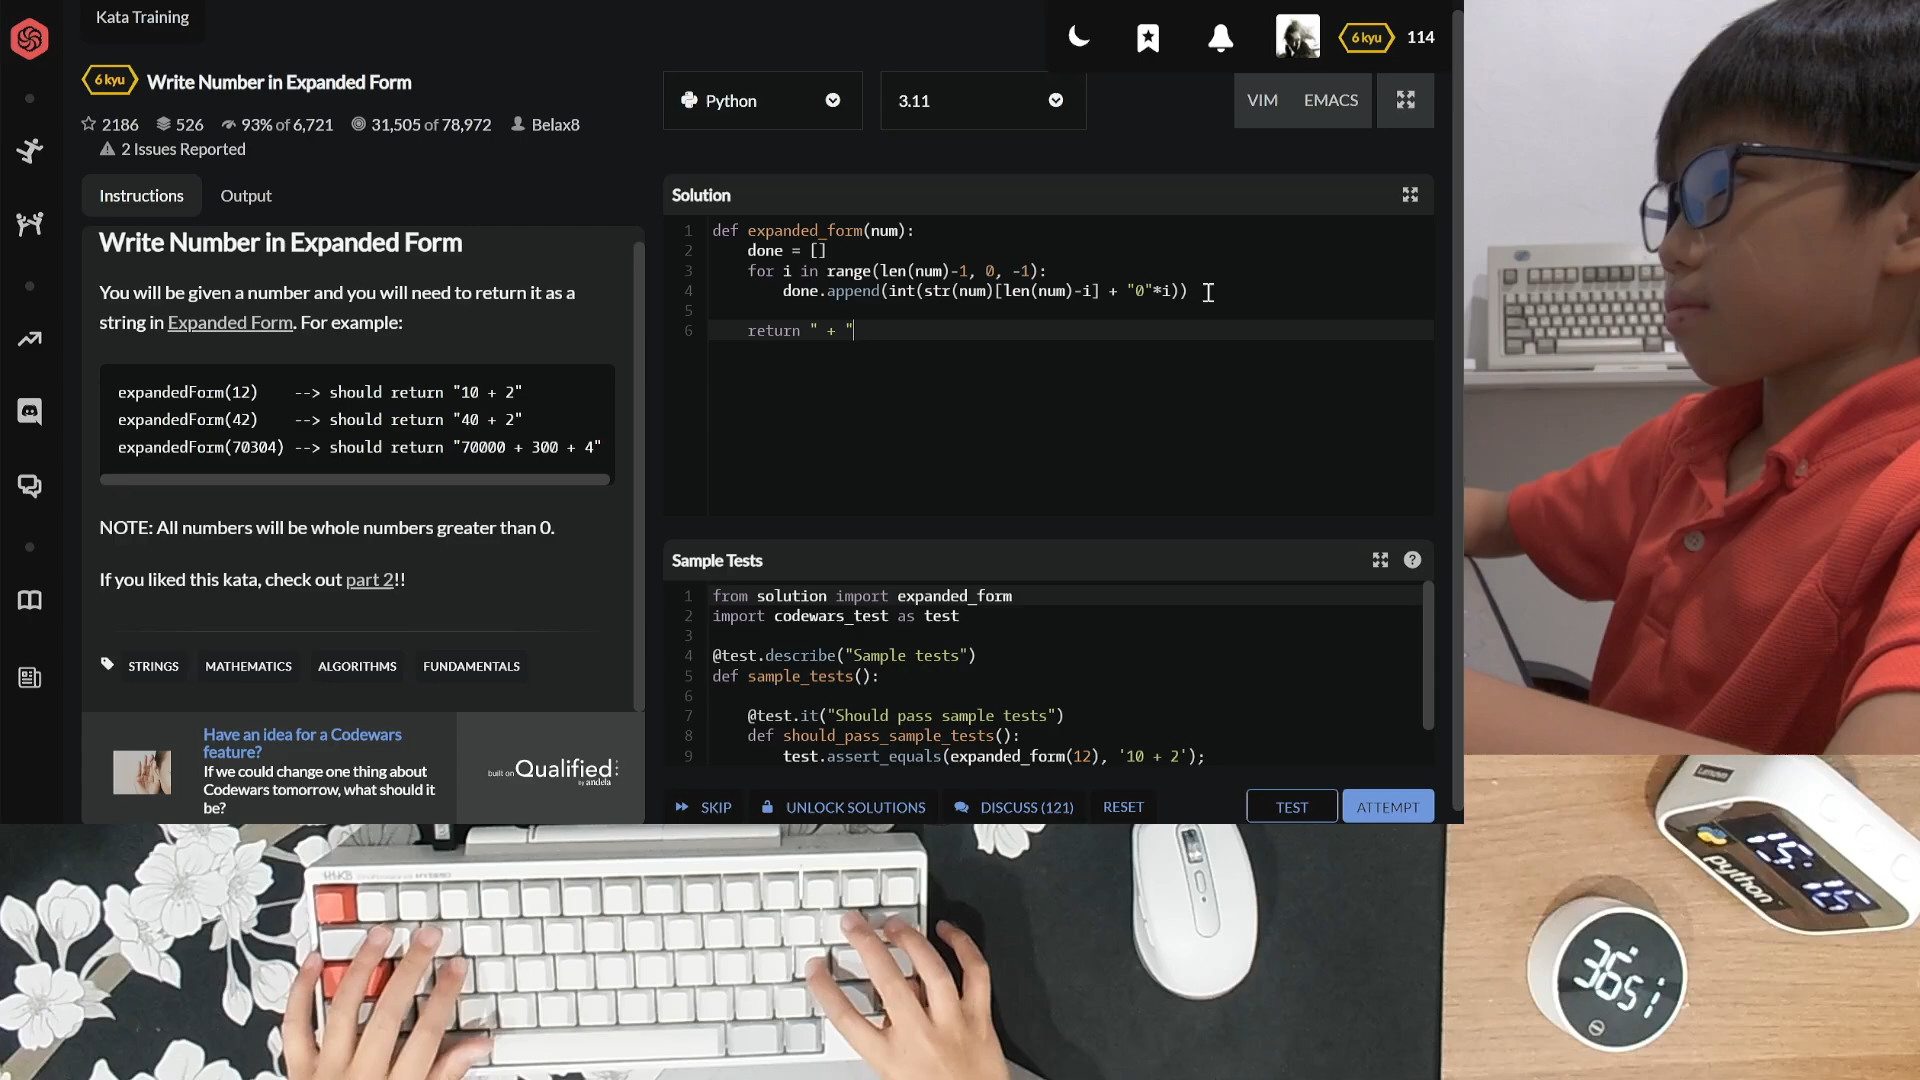 Kata Training
6 kyu
114
6 kyu Write Number in Expanded Form
2186 526 93% of 6,721 31,505 of 78,972 Belax8
2 Issues Reported
Python
3.11
VIM EMACS
Instructions Output
Write Number in Expanded Form
You will be given a number and you will need to return it as a
string in Expanded Form. For example:
expandedForm(12) --> should return "10 + 2"
expandedForm(42) --> should return "40 + 2"
expandedForm(70304) --> should return "70000 + 300 + 4"
NOTE: All numbers will be whole numbers greater than 0.
If you liked this kata, check out part 2!!
STRINGS MATHEMATICS ALGORITHMS FUNDAMENTALS
Have an idea for a Codewars
feature?
If we could change one thing about
Codewars tomorrow, what should it
be?
built on Qualified
by andela
Solution
1 def expanded_form(num):
2 done = []
3 for i in range(len(num)-1, 0, -1):
4 done.append(int(str(num)[len(num)-i] + "0"*i))
5
6 return " + "
Sample Tests
?
1 from solution import expanded_form
2 import codewars_test as test
3
4 @test.describe("Sample tests")
5 def sample_tests():
6
7 @test.it("Should pass sample tests")
8 def should_pass_sample_tests():
9 test.assert_equals(expanded_form(12), '10 + 2');
SKIP UNLOCK SOLUTIONS DISCUSS (121) RESET TEST ATTEMPT
Lenovo
python
15:15
36:51